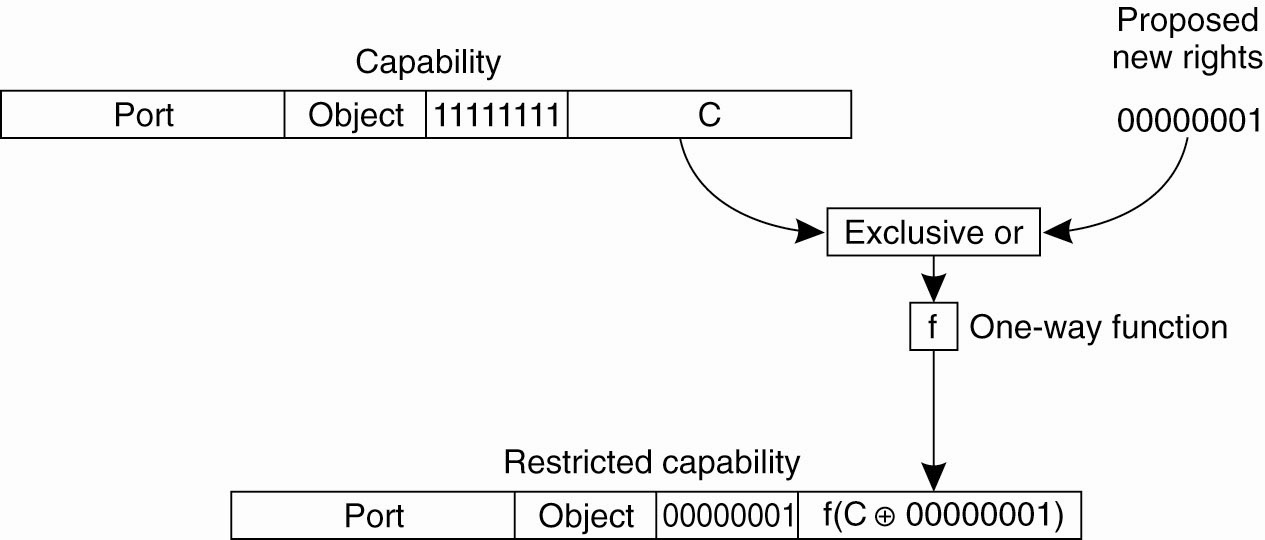 Proposed
new rights
Capability
Port Object 11111111 C
00000001
Exclusive or
f One-way function
Restricted capability
Port Object 00000001 f(C ⊕ 00000001)